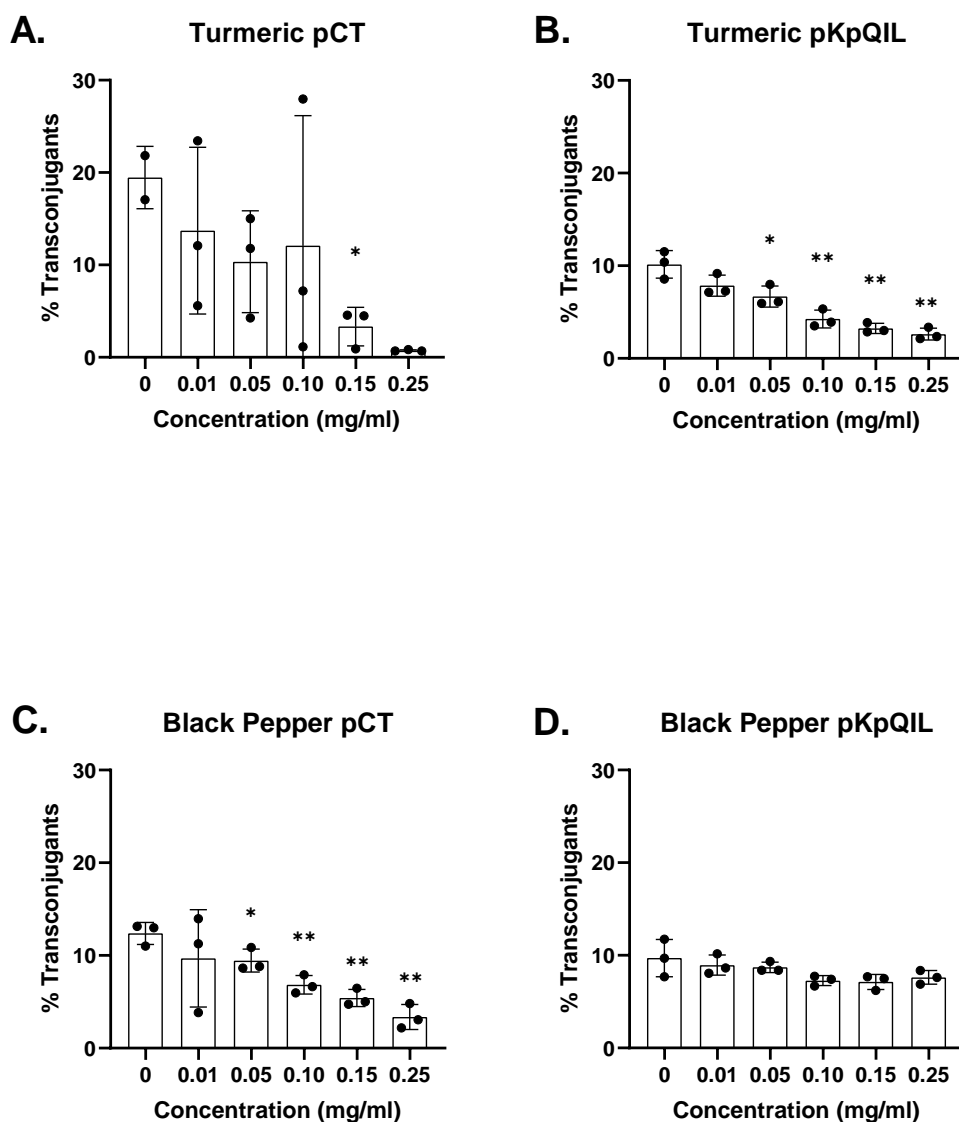 A.
Turmeric pCT
% Transconjugants
30
20
10
0
*
0 0.01 0.05 0.10 0.15 0.25
Concentration (mg/ml)
B.
Turmeric pKpQIL
% Transconjugants
30
20
10
0
* ** ** **
0 0.01 0.05 0.10 0.15 0.25
Concentration (mg/ml)
C.
Black Pepper pCT
% Transconjugants
30
20
10
0
* ** ** **
0 0.01 0.05 0.10 0.15 0.25
Concentration (mg/ml)
D.
Black Pepper pKpQIL
% Transconjugants
30
20
10
0
0 0.01 0.05 0.10 0.15 0.25
Concentration (mg/ml)